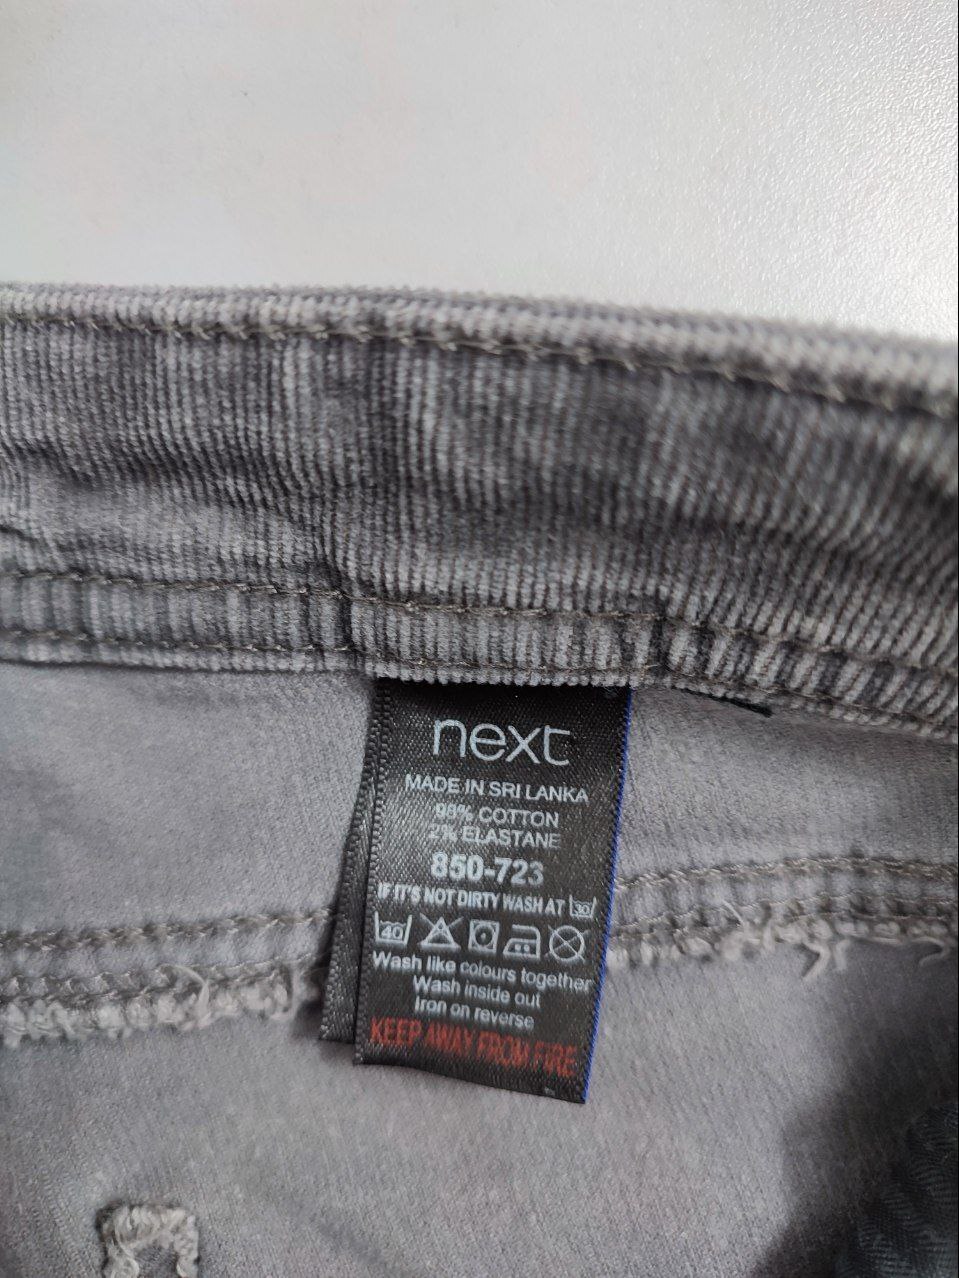 next
MADE IN SRI LANKA
98% COTTON
2% ELASTANE
850-723
IF IT'S NOT DIRTY WASH AT 30
40
Wash like colours together
Wash inside out
Iron on reverse
KEEP AWAY FROM FIRE